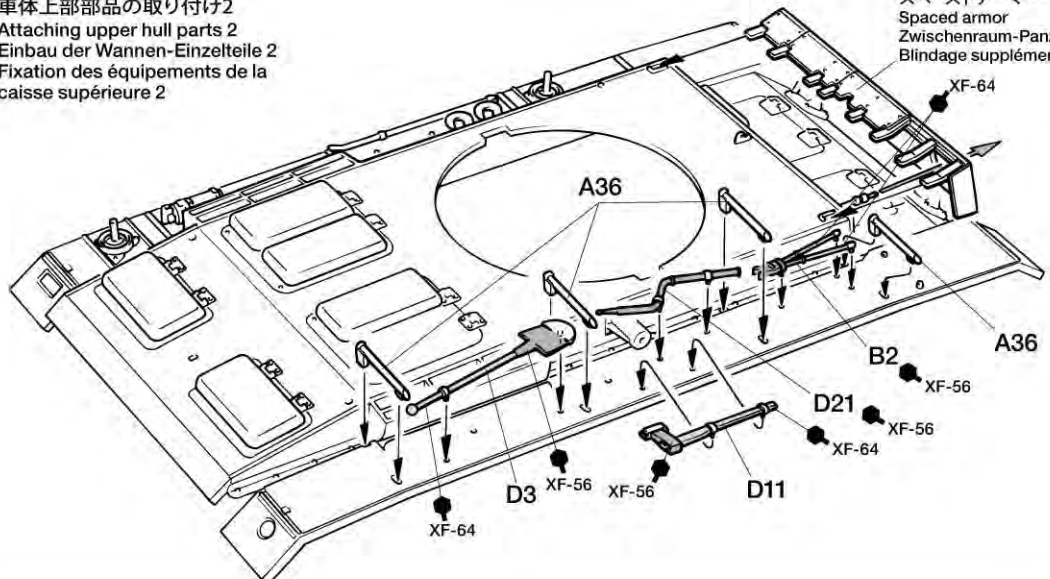 車体上部部品の取り付け2
Attaching upper hull parts 2
Einbau der Wannen-Einzelteile 2
Fixation des équipements de la
caisse supérieure 2
Spaced armor
XF-64
A36
A36
B2
XF-56
D21
XF-56
XF-64
D11
XF-56
XF-56
D3
XF-64